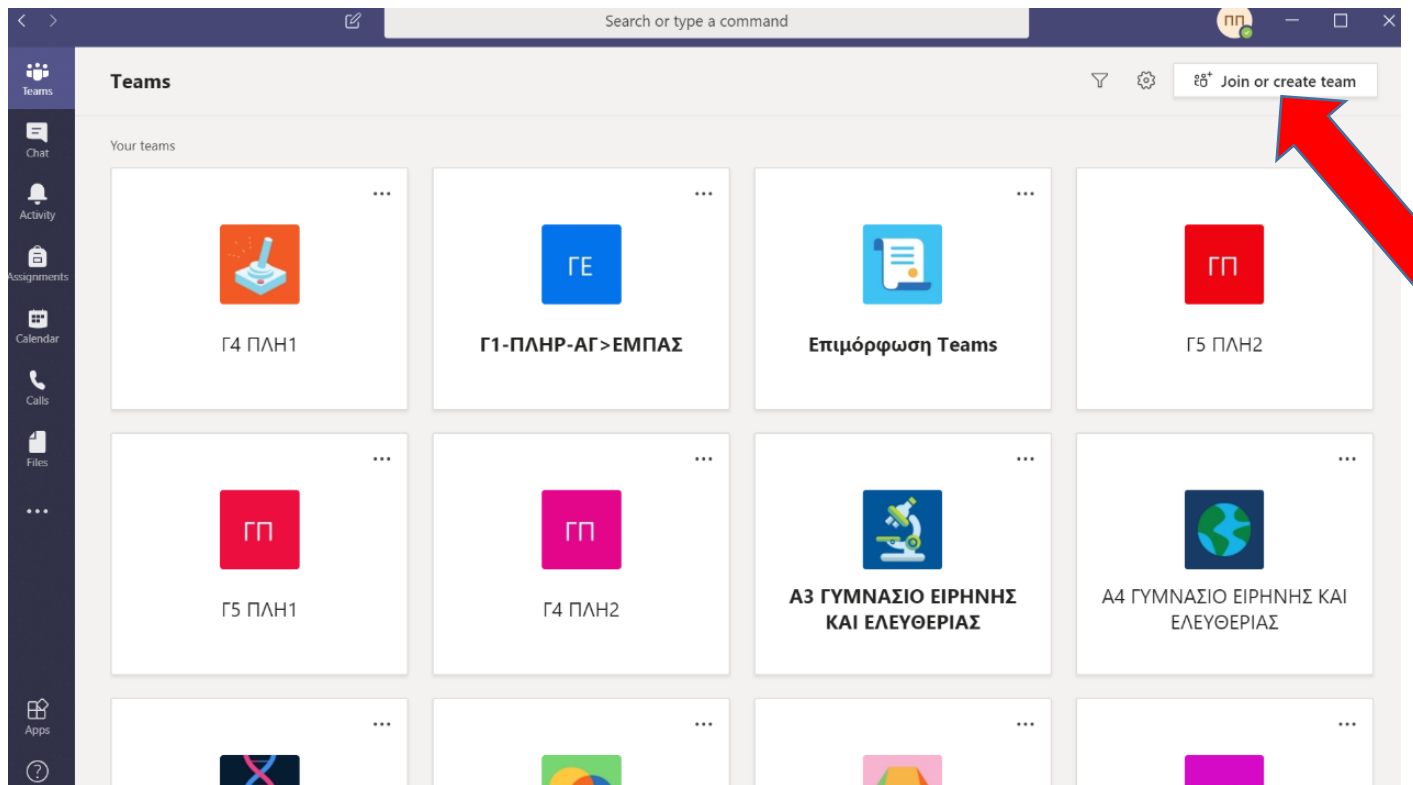 Search or type a command
ΠΠ
Teams
Teams
Join or create team
Chat
Your teams
Activity
ΓΕ
ΓΠ
Assignments
Calendar
Γ4 ΠΛΗ1
Γ1-ΠΛΗΡ-ΑΓ>ΕΜΠΑΣ
Επιμόρφωση Teams
Γ5 ΠΛΗ2
Calls
Files
ΓΠ
ΓΠ
Γ5 ΠΛΗ1
Γ4 ΠΛΗ2
Α3 ΓΥΜΝΑΣΙΟ ΕΙΡΗΝΗΣ
ΚΑΙ ΕΛΕΥΘΕΡΙΑΣ
Α4 ΓΥΜΝΑΣΙΟ ΕΙΡΗΝΗΣ ΚΑΙ
ΕΛΕΥΘΕΡΙΑΣ
Apps